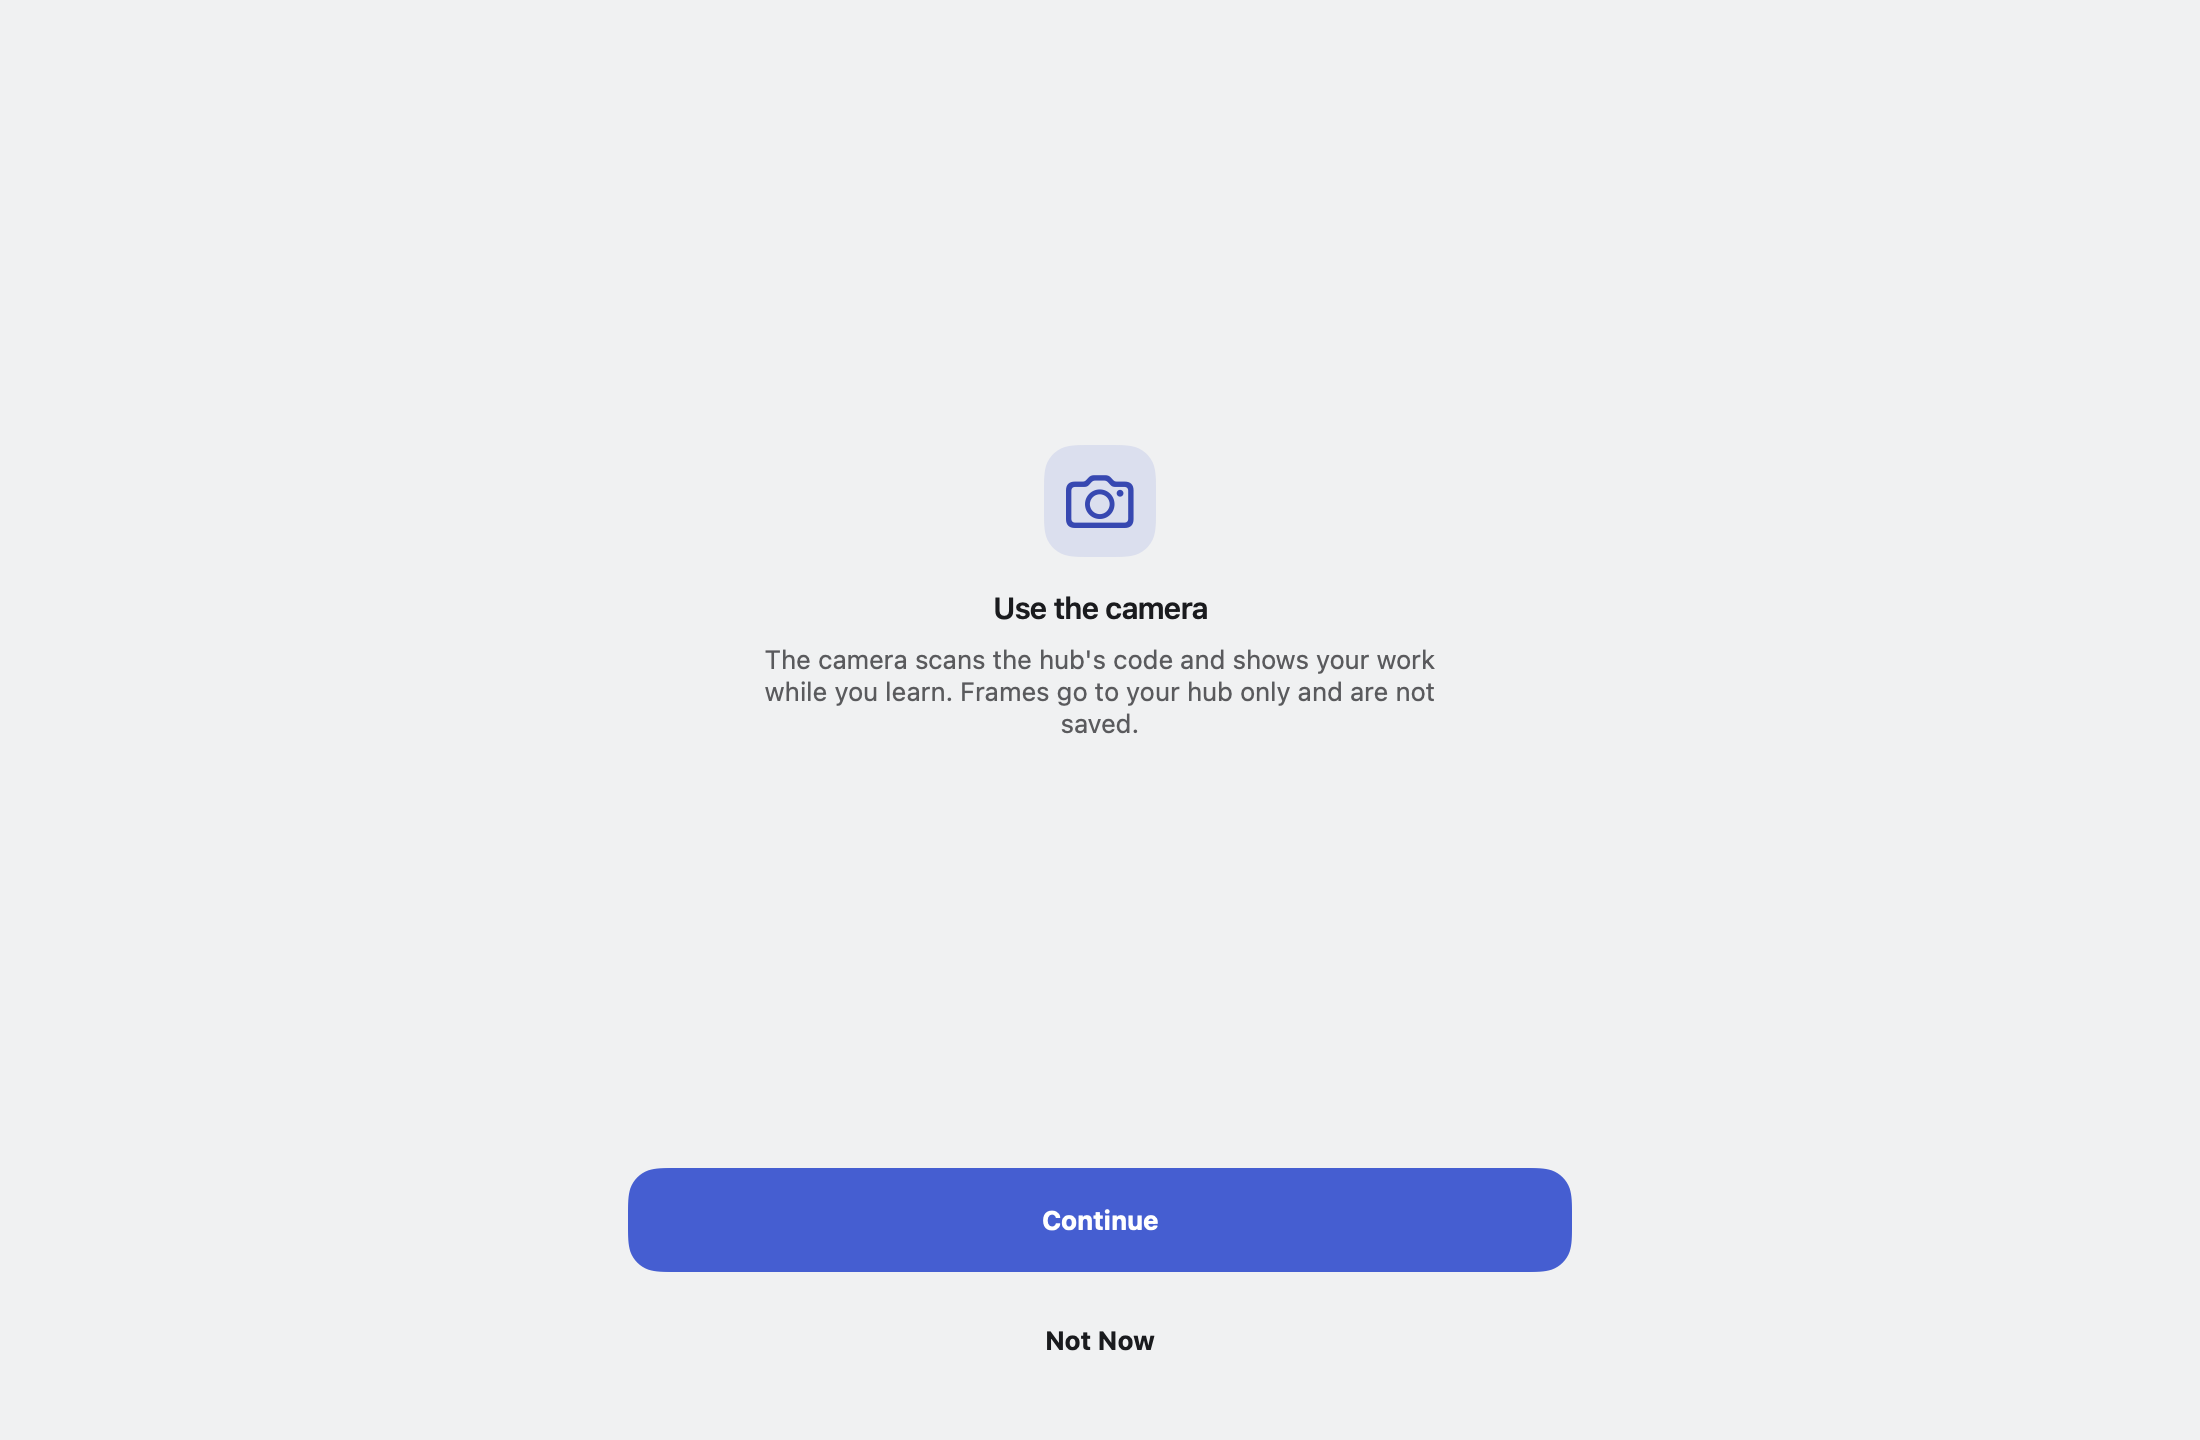 Use the camera
The camera scans the hub's code and shows your work
while you learn. Frames go to your hub only and are not
saved.
Continue
Not Now